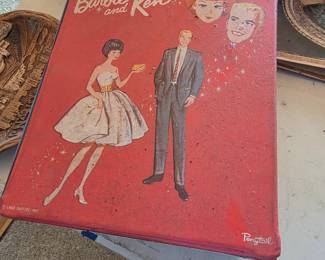 Barbie
and Ken
Ponytail